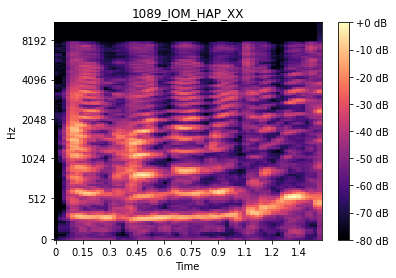 1089_IOM_HAP_XX
Hz
8192
4096
2048
1024
512
0
0 0.15 0.3 0.45 0.6 0.75 0.9 1.1 1.2 1.4
Time
+0 dB
-10 dB
-20 dB
-30 dB
-40 dB
-50 dB
-60 dB
-70 dB
-80 dB